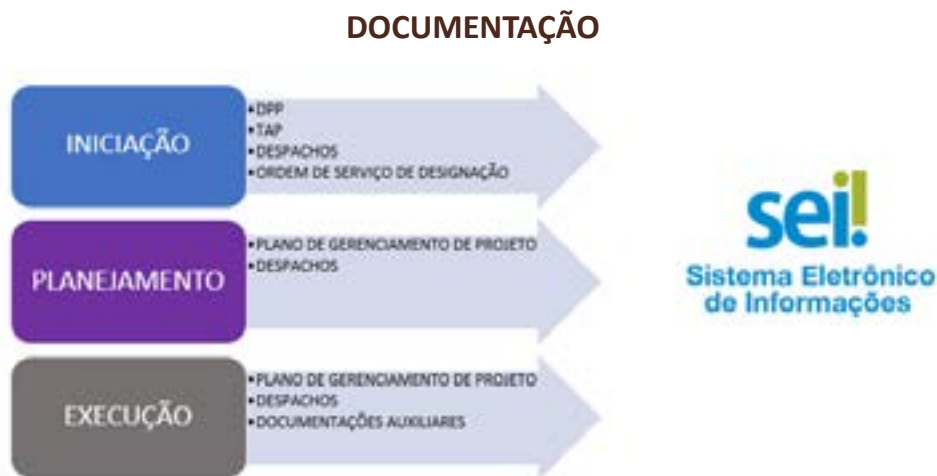 DOCUMENTAÇÃO
INICIAÇÃO
•DPP
•TAP
•DESPACHOS
•ORDEM DE SERVIÇO DE DESIGNAÇÃO
PLANEJAMENTO
•PLANO DE GERENCIAMENTO DE PROJETO
•DESPACHOS
EXECUÇÃO
•PLANO DE GERENCIAMENTO DE PROJETO
•DESPACHOS
•DOCUMENTAÇÕES AUXILIARES
sei!
Sistema Eletrônico
de Informações